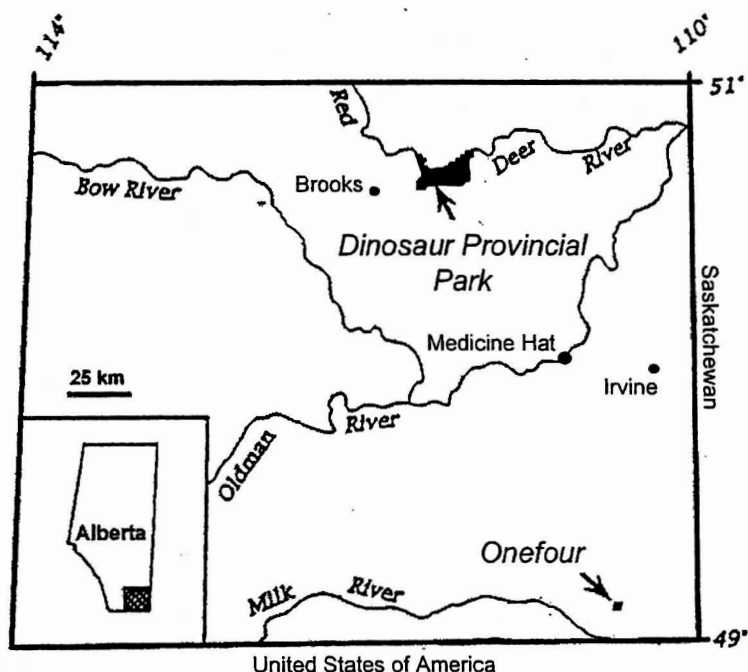 114°
110°
51°
Red
Deer
River
Bow River
Brooks
Dinosaur Provincial
Park
Saskatchewan
Medicine Hat
Irvine
25 km
River
Oldman
Alberta
Onefour
Milk
River
49°
United States of America